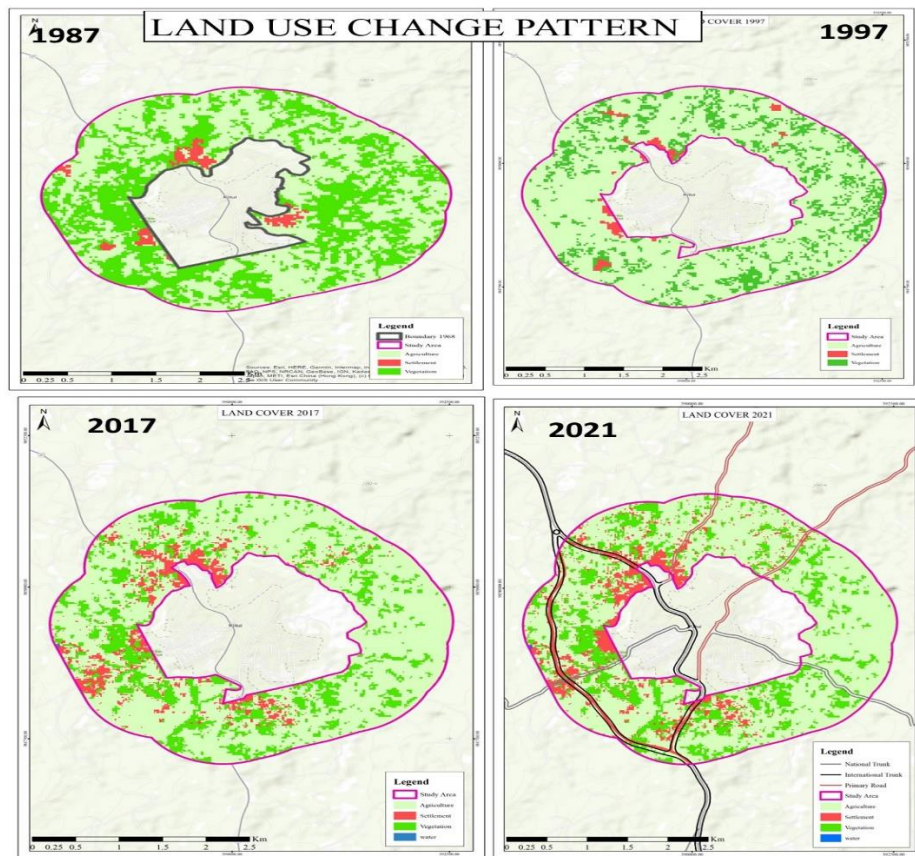 LAND USE CHANGE PATTERN
1987
N
Legend
Boundary 1968
Study Area
Agriculture
Settlement
Vegetation
0 0.25 0.5 1 1.5 2 2.5
COVER 1997
1997
N
Legend
Study Area
Agriculture
Settlement
Vegetation
Km
0 0.25 0.5 1 1.5 2 2.5
LAND COVER 2017
2017
N
Legend
Study Area
Agriculture
Settlement
Vegetation
water
Km
0 0.25 0.5 1 1.5 2 2.5
LAND COVER 2021
2021
N
Legend
National Trunk
International Trunk
Primary Road
Study Area
Agriculture
Settlement
Vegetation
water
Km
0 0.25 0.5 1 1.5 2 2.5